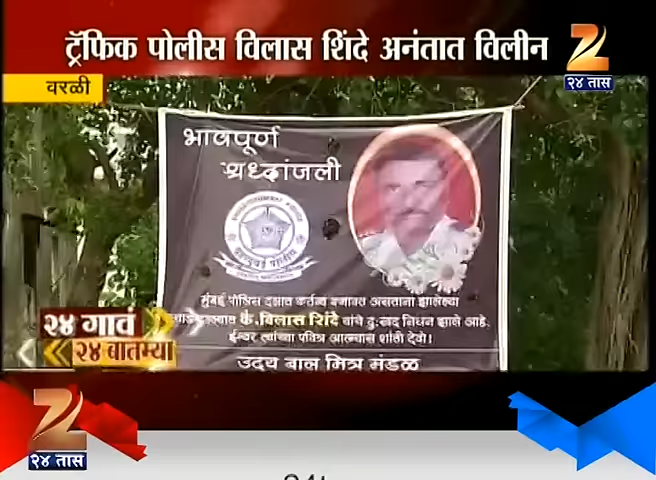 ट्रॅफिक पोलीस विलास शिंदे अनंतात विलीन
२४ तास
वरळी
भावपूर्ण
श्रध्दांजली
मुंबई पोलिस दलात कर्तव्य बजावत असताना झालेल्या
कै.विलास शिंदे यांचे दुःखद निधन झाले आहे.
ईश्वर त्यांच्या पवित्र आत्म्यास शांती देवो!
उदय बाल मित्र मंडळ
२४ गावं
२४ बातम्या
२४ तास